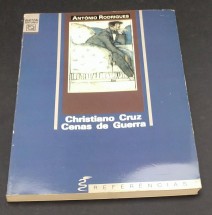 ANTÓNIO RODRIGUES
Christiano Cruz
Cenas de Guerra
REFERÊNCIAS